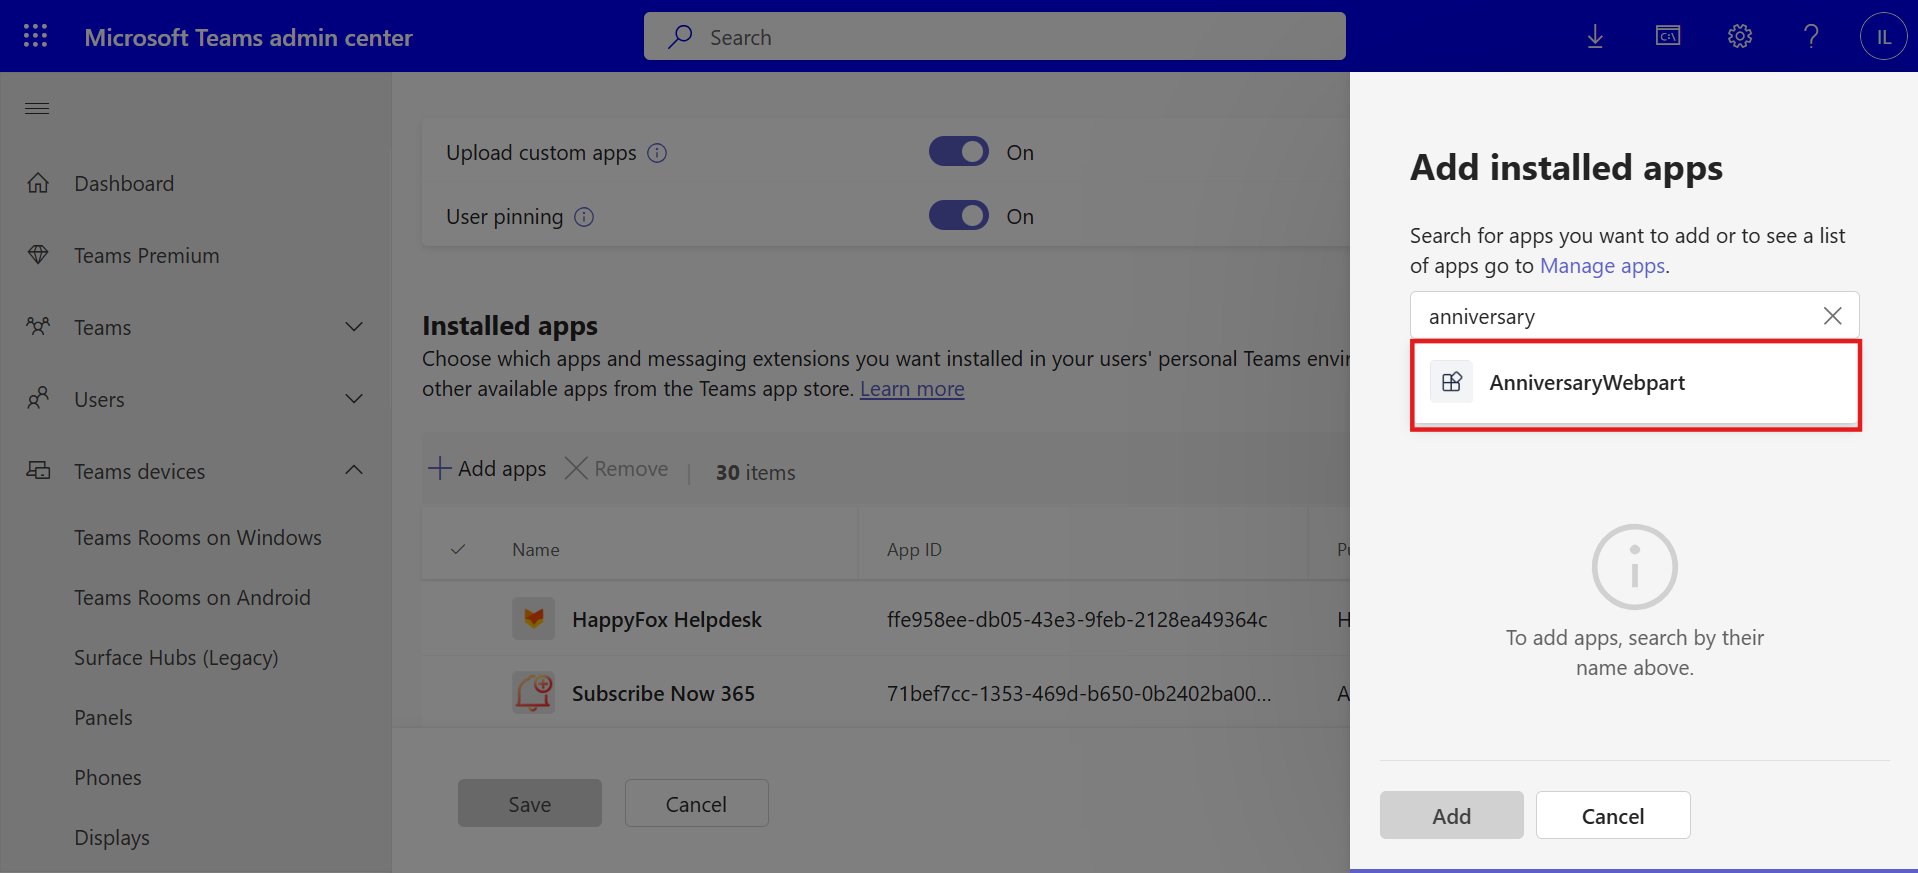 Microsoft Teams admin center
Search
C:\
IL
Dashboard
Teams Premium
Teams
Users
Teams devices
Teams Rooms on Windows
Teams Rooms on Android
Surface Hubs (Legacy)
Panels
Phones
Displays
Upload custom apps
On
User pinning
On
Installed apps
Choose which apps and messaging extensions you want installed in your users' personal Teams envir
other available apps from the Teams app store. Learn more
Add apps
Remove
30 items
Name
App ID
HappyFox Helpdesk
ffe958ee-db05-43e3-9feb-2128ea49364c
H
Subscribe Now 365
71bef7cc-1353-469d-b650-0b2402ba00...
A
Save
Cancel
Add installed apps
Search for apps you want to add or to see a list
of apps go to Manage apps.
anniversary
AnniversaryWebpart
To add apps, search by their
name above.
Add
Cancel